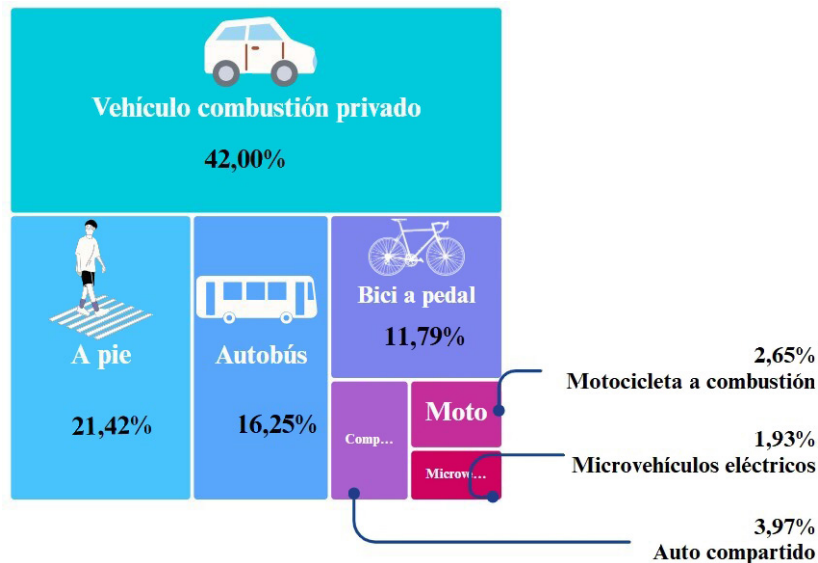 Vehículo combustión privado
42,00%
A pie
21,42%
Autobús
16,25%
Bici a pedal
11,79%
Comp...
Moto
Microve...
2,65%
Motocicleta a combustión
1,93%
Microvehículos eléctricos
3,97%
Auto compartido